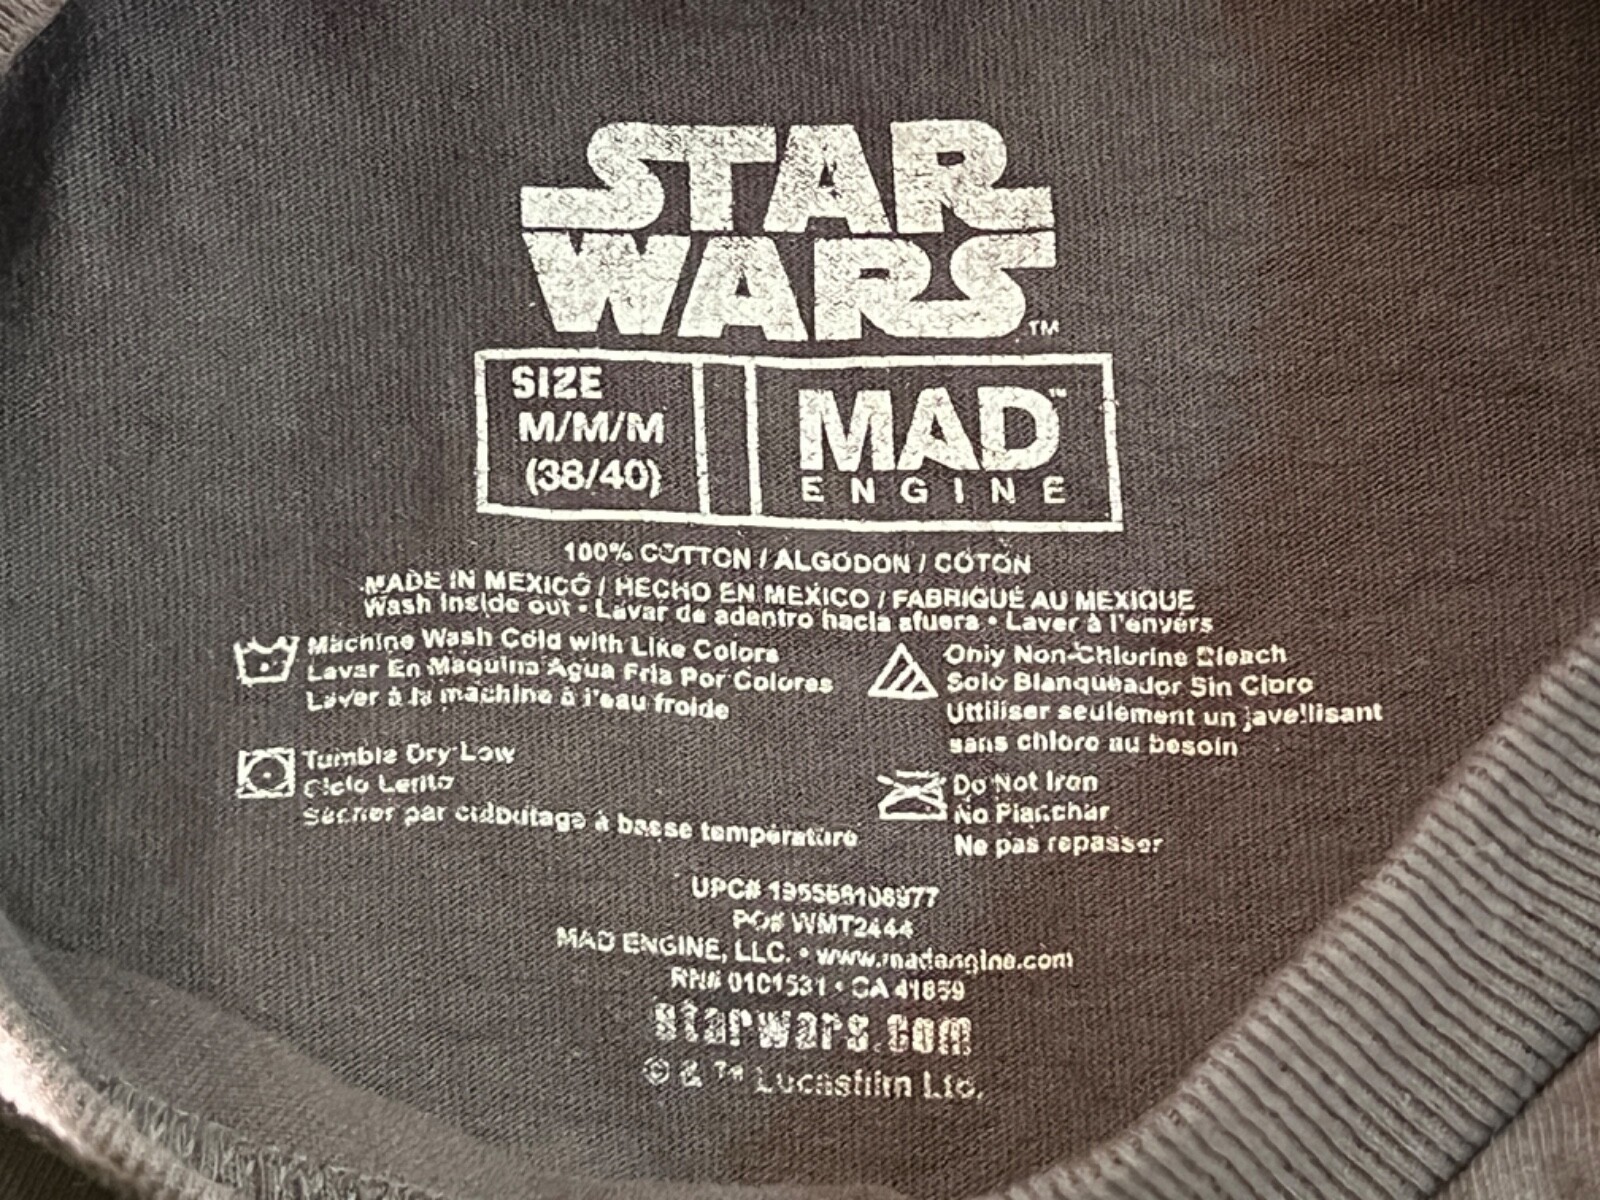 STAR
WARS™
SIZE
M/M/M
(38/40)
MAD™
ENGINE
100% COTTON / ALGODON / COTON
MADE IN MEXICO / HECHO EN MEXICO / FABRIQUÉ AU MEXIQUE
Wash inside out • Lavar de adentro hacia afuera • Laver à l'envers
Machine Wash Cold with Like Colors
Lavar En Maquina Agua Fria Por Colores
Laver à la machine à l'eau froide
Only Non-Chlorine Bleach
Solo Blanqueador Sin Cloro
Uttiliser seulement un javellisant
sans chloro au besoin
Tumble Dry Low
Ciclo Lento
Sécher par culbutage à basse température
Do Not Iron
No Planchar
Ne pas repasser
UPC#
PO# WMT2444
MAD ENGINE, LLC. • www.madengine.com
RN# 0101531 • CA 41859
starwars.com
© & ™ Lucasfilm Ltd.